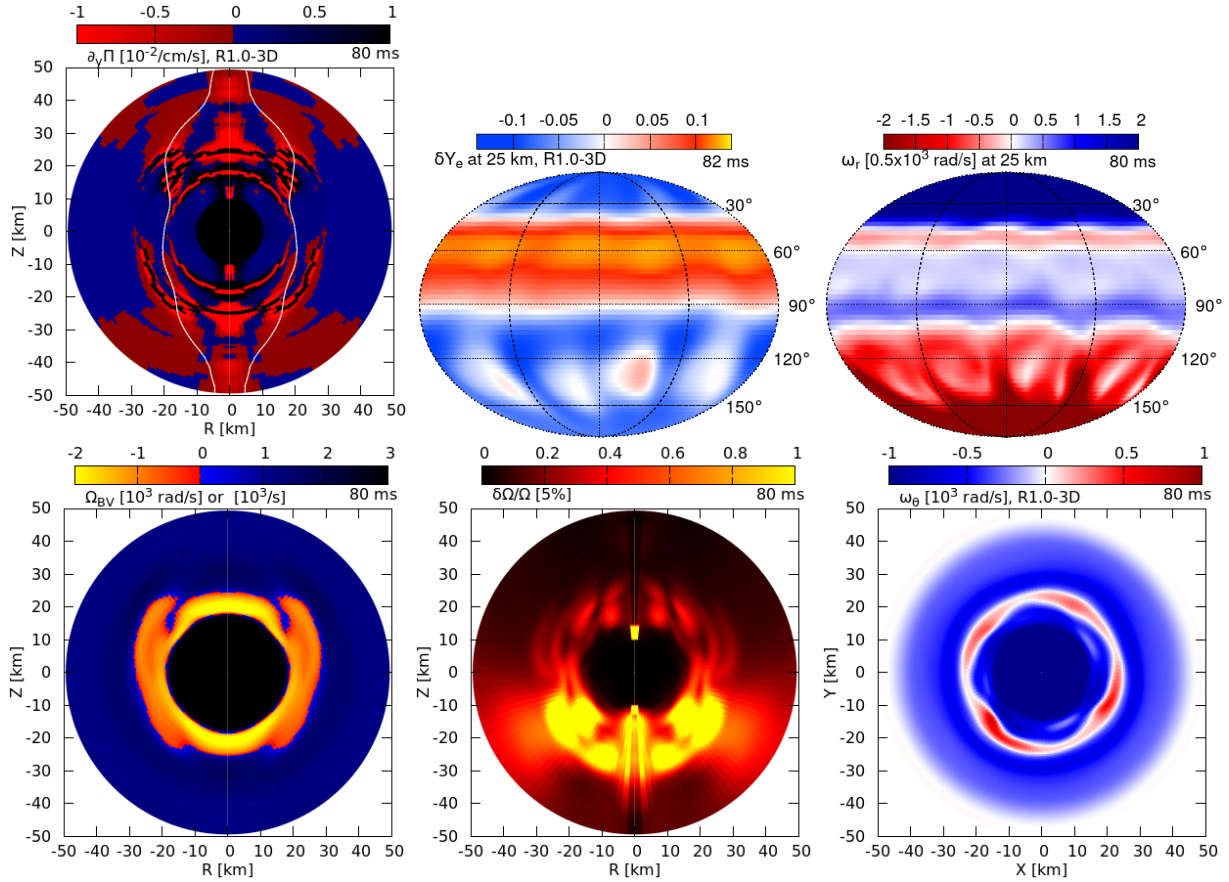 -1 -0.5 0 0.5 1
∂γΠ [10⁻²/cm/s], R1.0-3D 80 ms
50
40
30
20
10
0
-10
-20
-30
-40
-50
Z [km]
-50 -40 -30 -20 -10 0 10 20 30 40 50
R [km]
-0.1 -0.05 0 0.05 0.1
δYe at 25 km, R1.0-3D 82 ms
30°
60°
90°
120°
150°
-2 -1.5 -1 -0.5 0 0.5 1 1.5 2
ωr [0.5x10³ rad/s] at 25 km 80 ms
30°
60°
90°
120°
150°
-2 -1 0 1 2 3
ΩBV [10³ rad/s] or [10³/s] 80 ms
50
40
30
20
10
0
-10
-20
-30
-40
-50
Z [km]
-50 -40 -30 -20 -10 0 10 20 30 40 50
R [km]
0 0.2 0.4 0.6 0.8 1
δΩ/Ω [5%] 80 ms
50
40
30
20
10
0
-10
-20
-30
-40
-50
Z [km]
-50 -40 -30 -20 -10 0 10 20 30 40 50
R [km]
-1 -0.5 0 0.5 1
ωθ [10³ rad/s], R1.0-3D 80 ms
50
40
30
20
10
0
-10
-20
-30
-40
-50
Y [km]
-50 -40 -30 -20 -10 0 10 20 30 40 50
X [km]